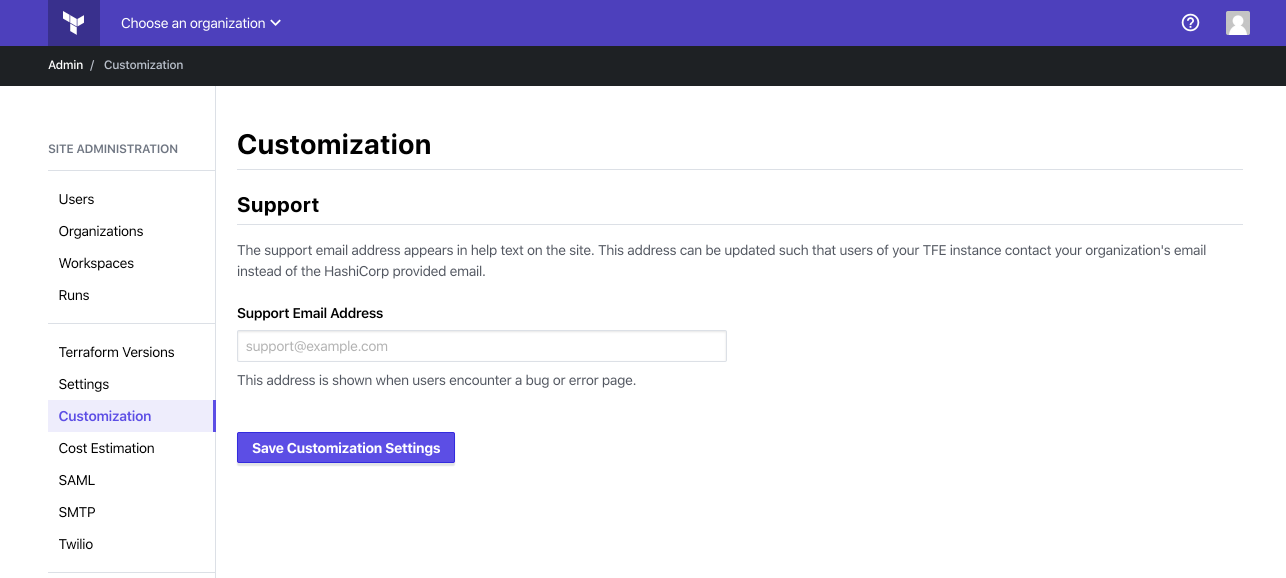 Choose an organization
Admin / Customization
SITE ADMINISTRATION
Users
Organizations
Workspaces
Runs
Terraform Versions
Settings
Customization
Cost Estimation
SAML
SMTP
Twilio
Customization
Support
The support email address appears in help text on the site. This address can be updated such that users of your TFE instance contact your organization's email
instead of the HashiCorp provided email.
Support Email Address
support@example.com
This address is shown when users encounter a bug or error page.
Save Customization Settings